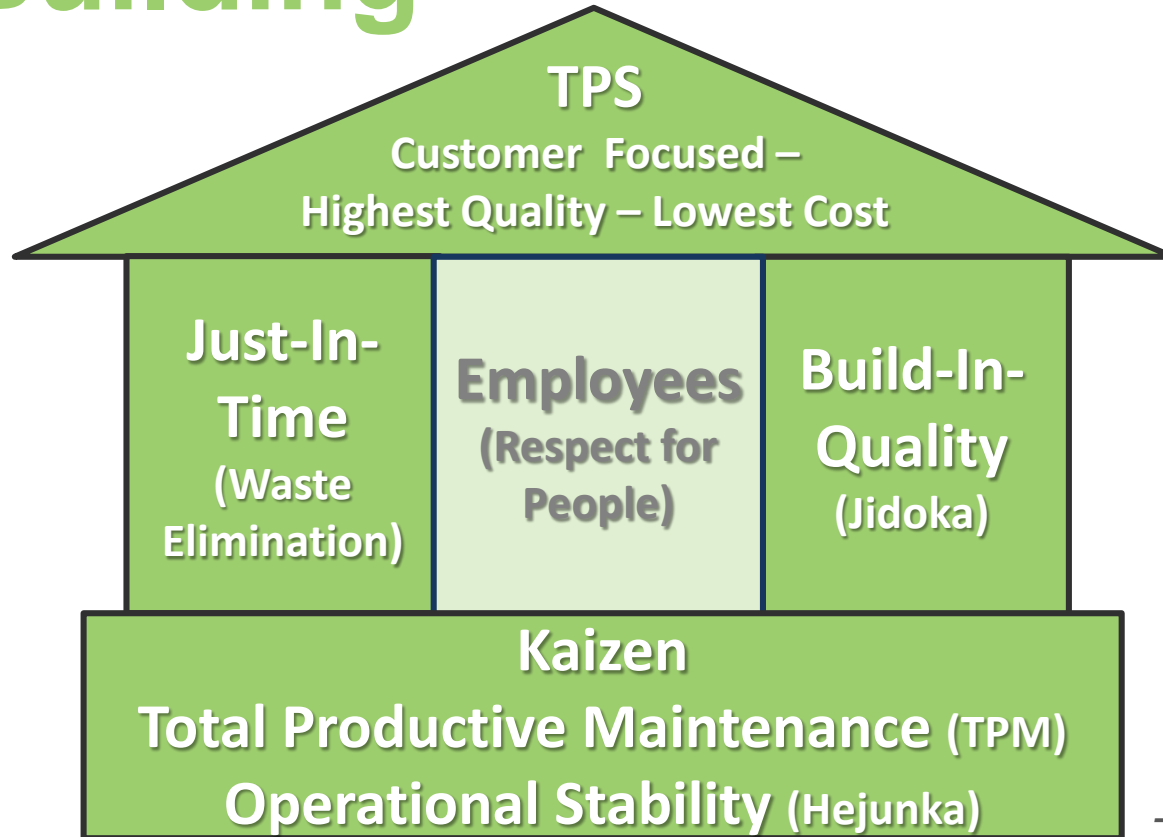 TPS
Customer Focused –
Highest Quality – Lowest Cost
Just-In-
Time
(Waste
Elimination)
Employees
(Respect for
People)
Build-In-
Quality
(Jidoka)
Kaizen
Total Productive Maintenance (TPM)
Operational Stability (Hejunka)